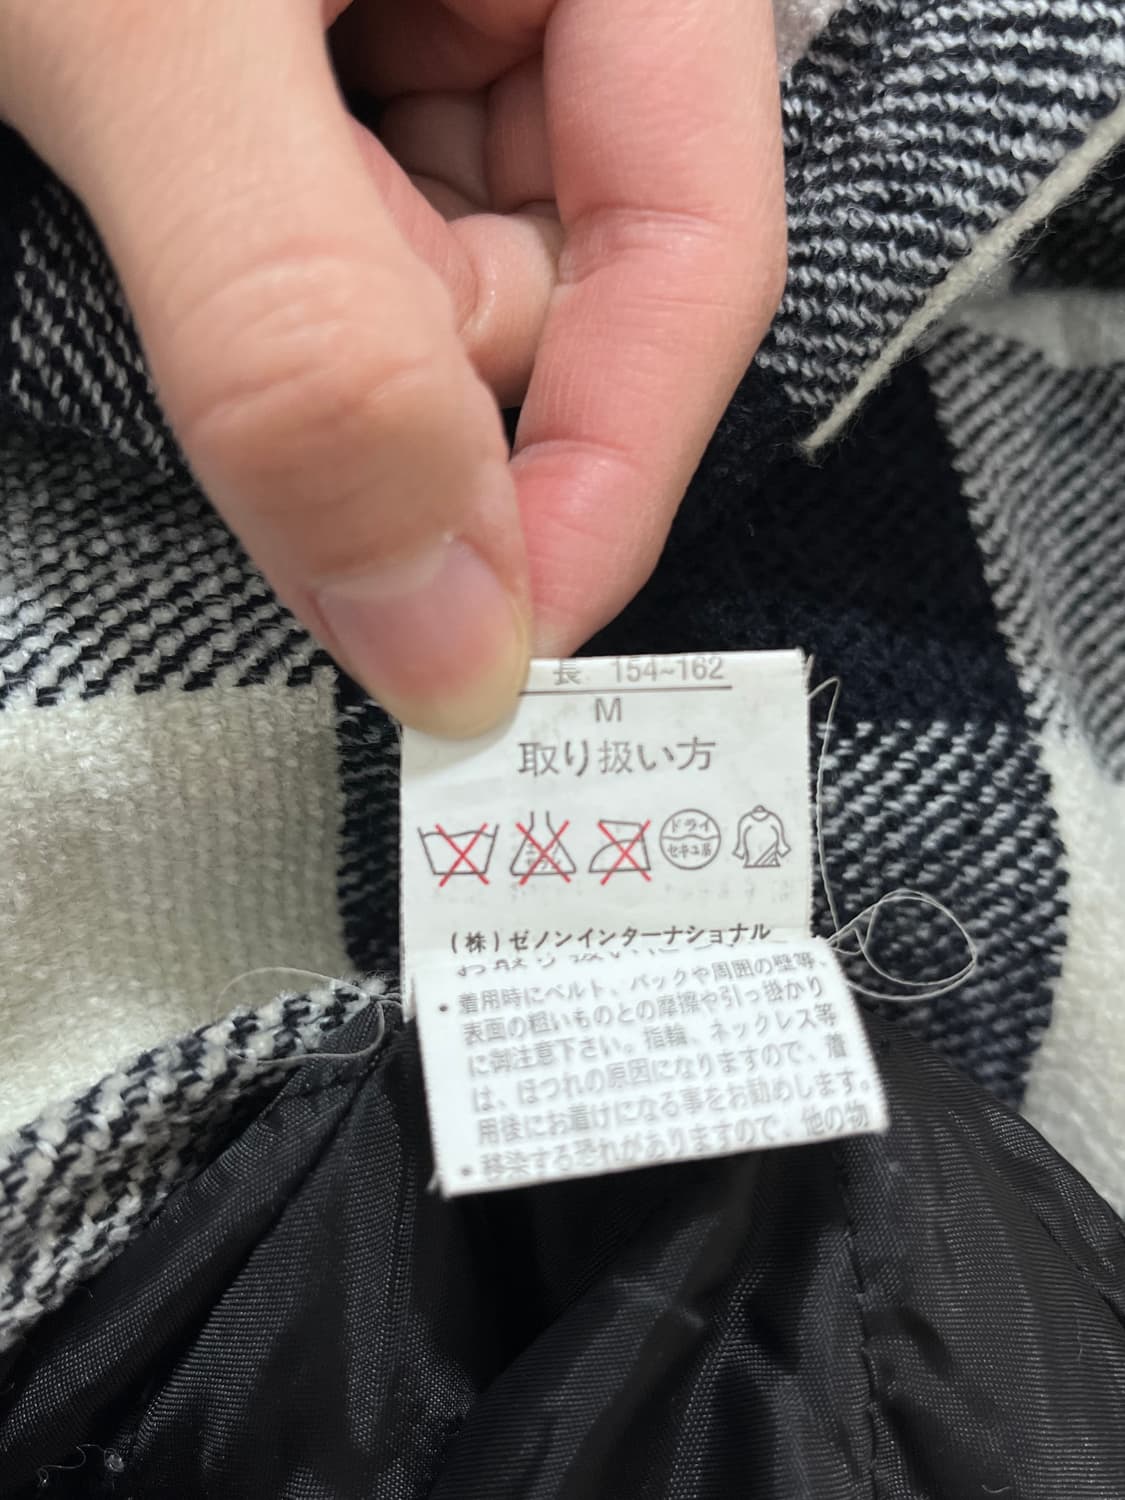 長 154~162
M
取り扱い方
ドライ
セキユ系
(株)ゼノンインターナショナル
お取り扱い
・着用時にベルト、バックや周囲の壁等、
表面の粗いものとの摩擦や引っ掛かり
に御注意下さい。指輪、ネックレス等
は、ほつれの原因になりますので、着
用後にお着けになる事をお勧めします。
・移染する恐れがありますので、他の物